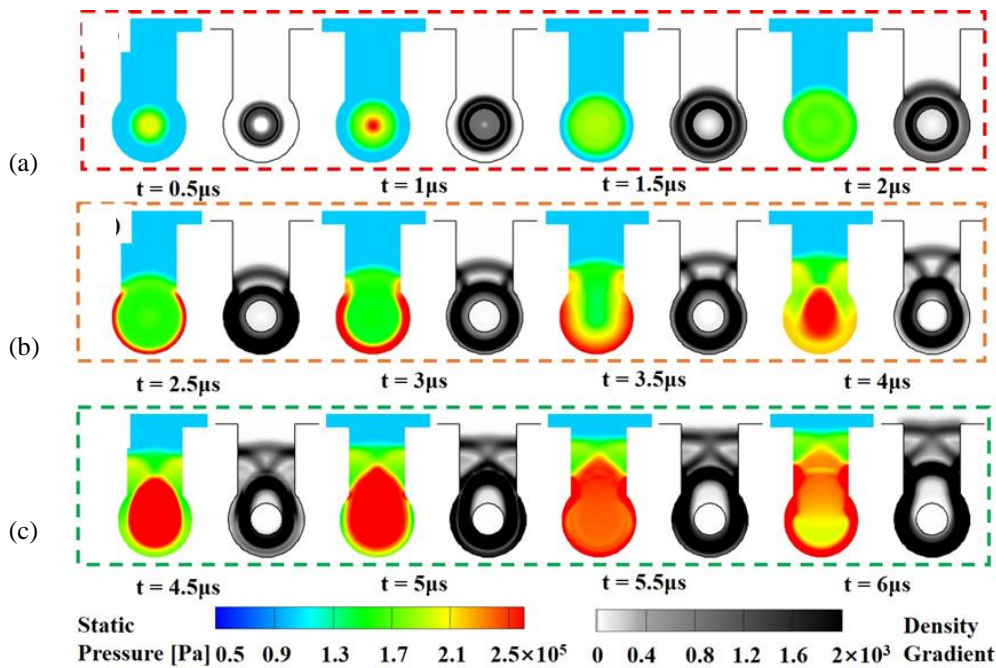 (a)
t = 0.5μs t = 1μs t = 1.5μs t = 2μs
(b)
t = 2.5μs t = 3μs t = 3.5μs t = 4μs
(c)
t = 4.5μs t = 5μs t = 5.5μs t = 6μs
Static Density
Pressure [Pa] 0.5 0.9 1.3 1.7 2.1 2.5×10⁵ 0 0.4 0.8 1.2 1.6 2×10³ Gradient